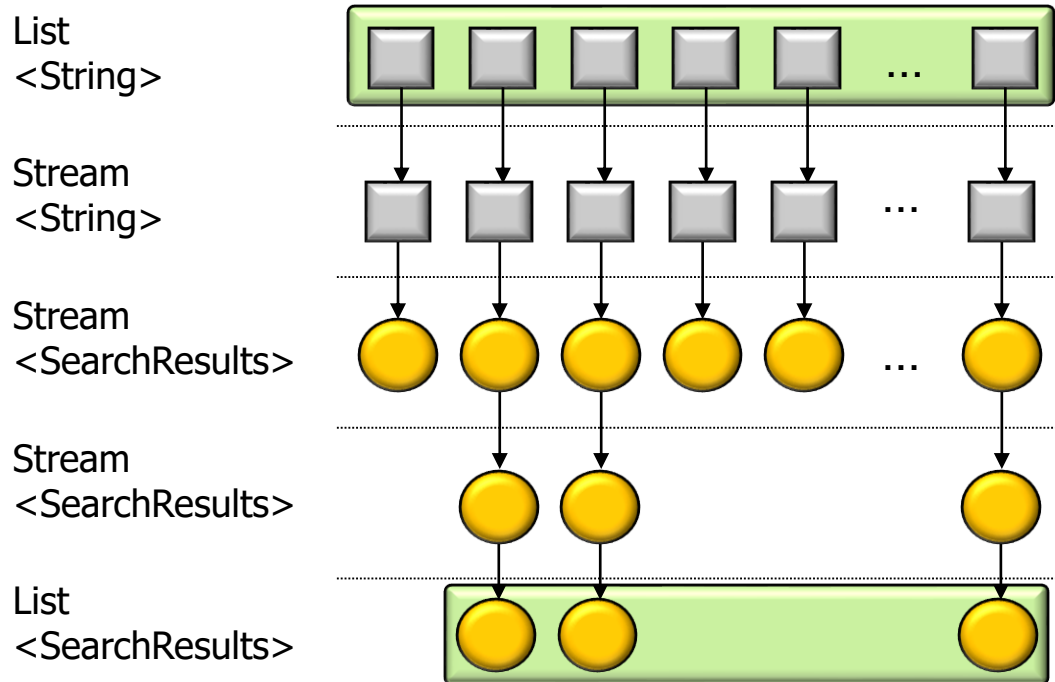 List
<String>
...
Stream
<String>
...
Stream
<SearchResults>
...
Stream
<SearchResults>
List
<SearchResults>